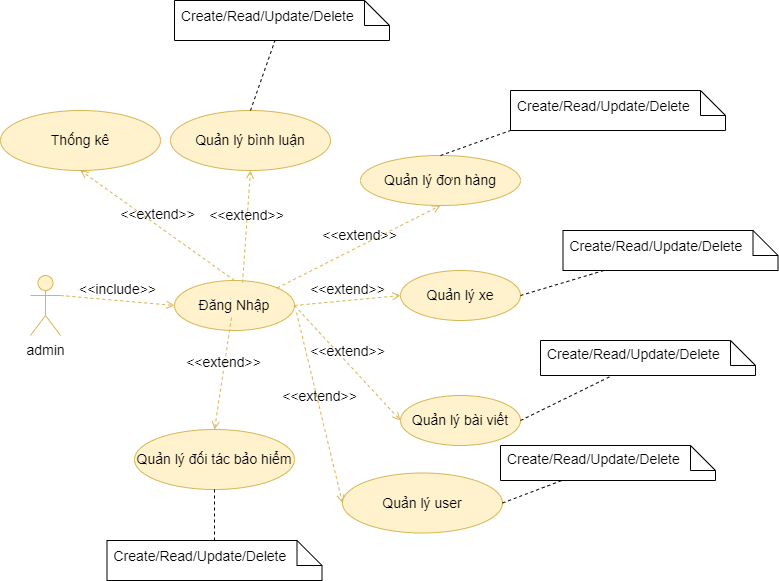 Create/Read/Update/Delete
Create/Read/Update/Delete
Thống kê
Quản lý bình luận
Quản lý đơn hàng
<<extend>>
<<extend>>
<<extend>>
Create/Read/Update/Delete
<<include>>
<<extend>>
Quản lý xe
Đăng Nhập
admin
<<extend>>
<<extend>>
Create/Read/Update/Delete
<<extend>>
Quản lý bài viết
Quản lý đối tác bảo hiểm
Create/Read/Update/Delete
Quản lý user
Create/Read/Update/Delete